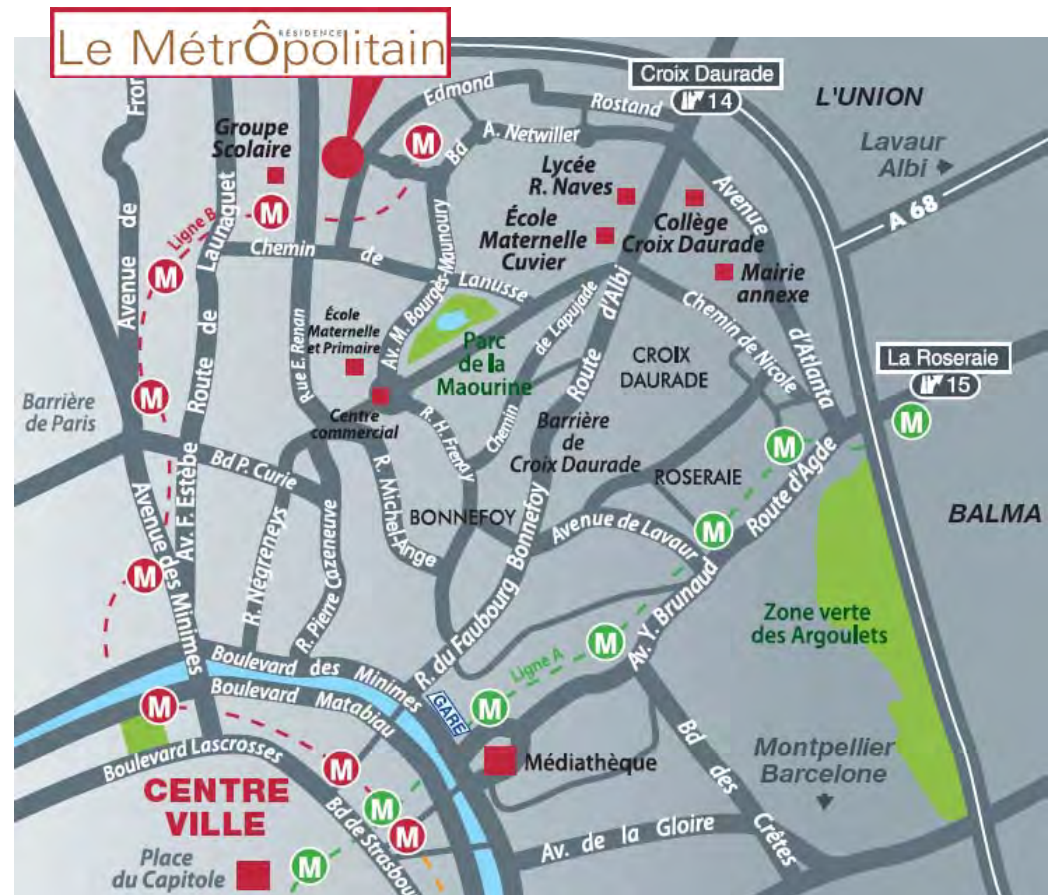 RÉSIDENCE
Le MétrÔpolitain
Croix Daurade
14
L'UNION
Lavaur
Albi
A 68
Edmond
Rostand
Bd A. Netwiller
Groupe
Scolaire
M
M
Lycée
R. Naves
École
Maternelle
Cuvier
Collège
Croix Daurade
Mairie
annexe
Avenue d'Atlanta
Avenue de Fron
Ligne B
Route de Launaguet
Chemin de Lanusse
M
Av. M. Bourgès-Maunoury
Rue E. Renan
École
Maternelle
et Primaire
Parc
de la
Maourine
Chemin de Lapujade
Route d'Albi
CROIX
DAURADE
Chemin de Nicole
La Roseraie
15
M
Barrière
de Paris
M
Centre
commercial
R. H. Frenay
Barrière
de
Croix Daurade
M
ROSERAIE
Route d'Agde
BALMA
Bd P. Curie
Av. F. Estèbe
Avenue des Minimes
R. Michel-Ange
BONNEFOY
Avenue de Lavaur
M
R. Négreneys
R. Pierre Cazeneuve
R. du Faubourg Bonnefoy
M
Zone verte
des Argoulets
Av. Y. Brunaud
M
Ligne A
Boulevard des Minimes
Boulevard Matabiau
GARE
M
M
Boulevard Lascrosses
Médiathèque
Bd des Crêtes
Montpellier
Barcelone
M
CENTRE
VILLE
Bd de Strasbou
M
M
Av. de la Gloire
Place
du Capitole
M